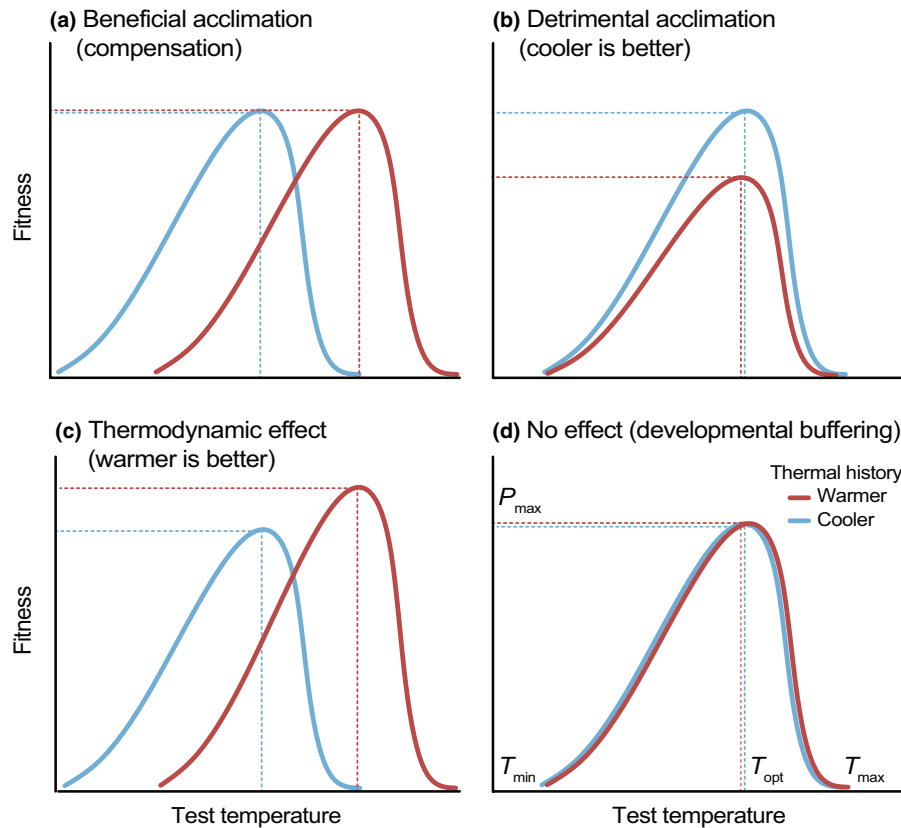 (a) Beneficial acclimation
(compensation)
Fitness
(b) Detrimental acclimation
(cooler is better)
(c) Thermodynamic effect
(warmer is better)
Fitness
Test temperature
(d) No effect (developmental buffering)
Thermal history
Warmer
Cooler
Pmax
Tmin
Topt
Tmax
Test temperature